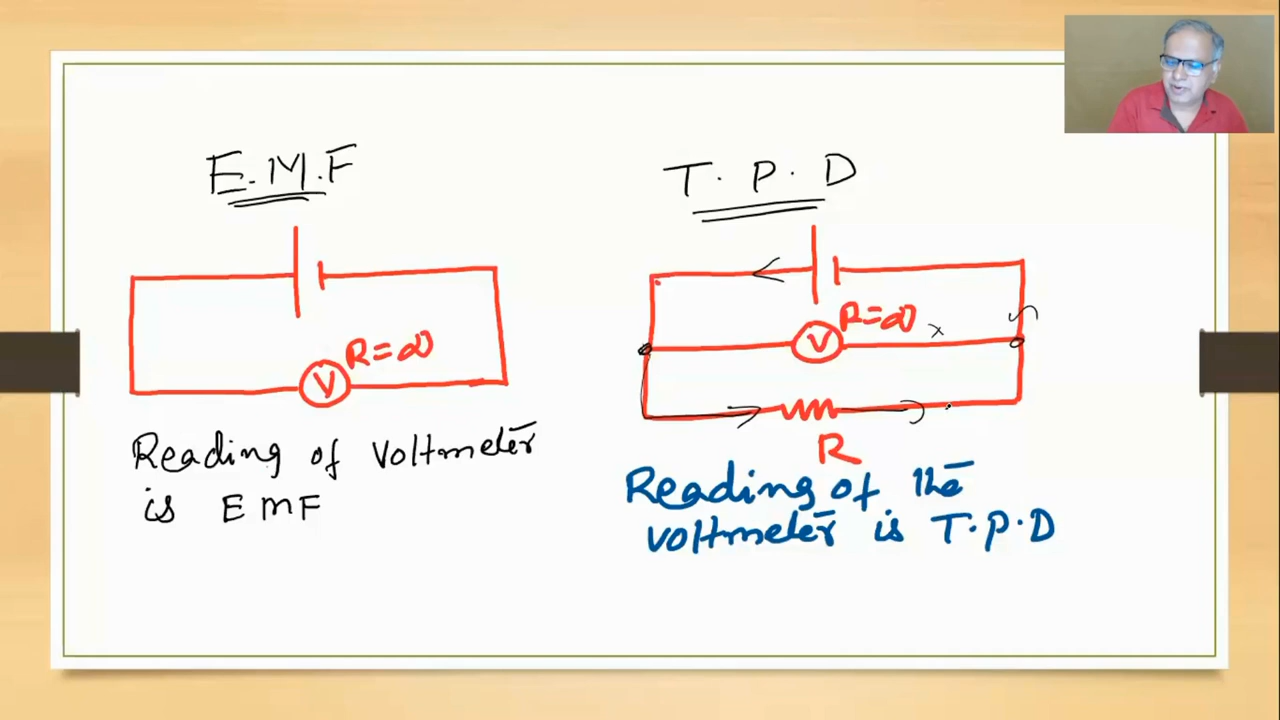 E.M.F
R=∞
V
Reading of voltmeter
is EMF
T.P.D
R=∞
V
R
Reading of the
voltmeter is T.P.D